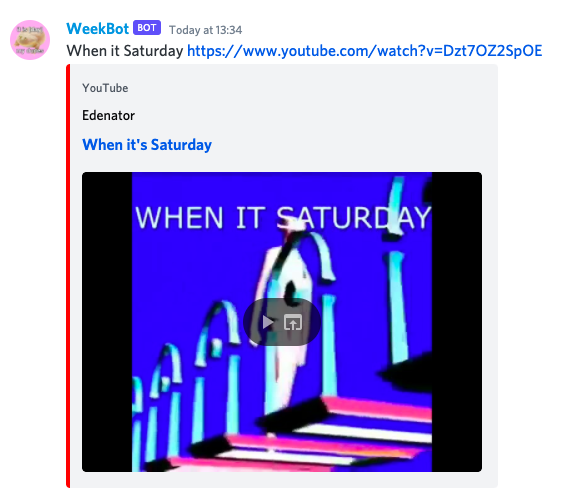 WeekBot BOT Today at 13:34
When it Saturday https://www.youtube.com/watch?v=Dzt7OZ2SpOE
YouTube
Edenator
When it's Saturday
WHEN IT SATURDAY